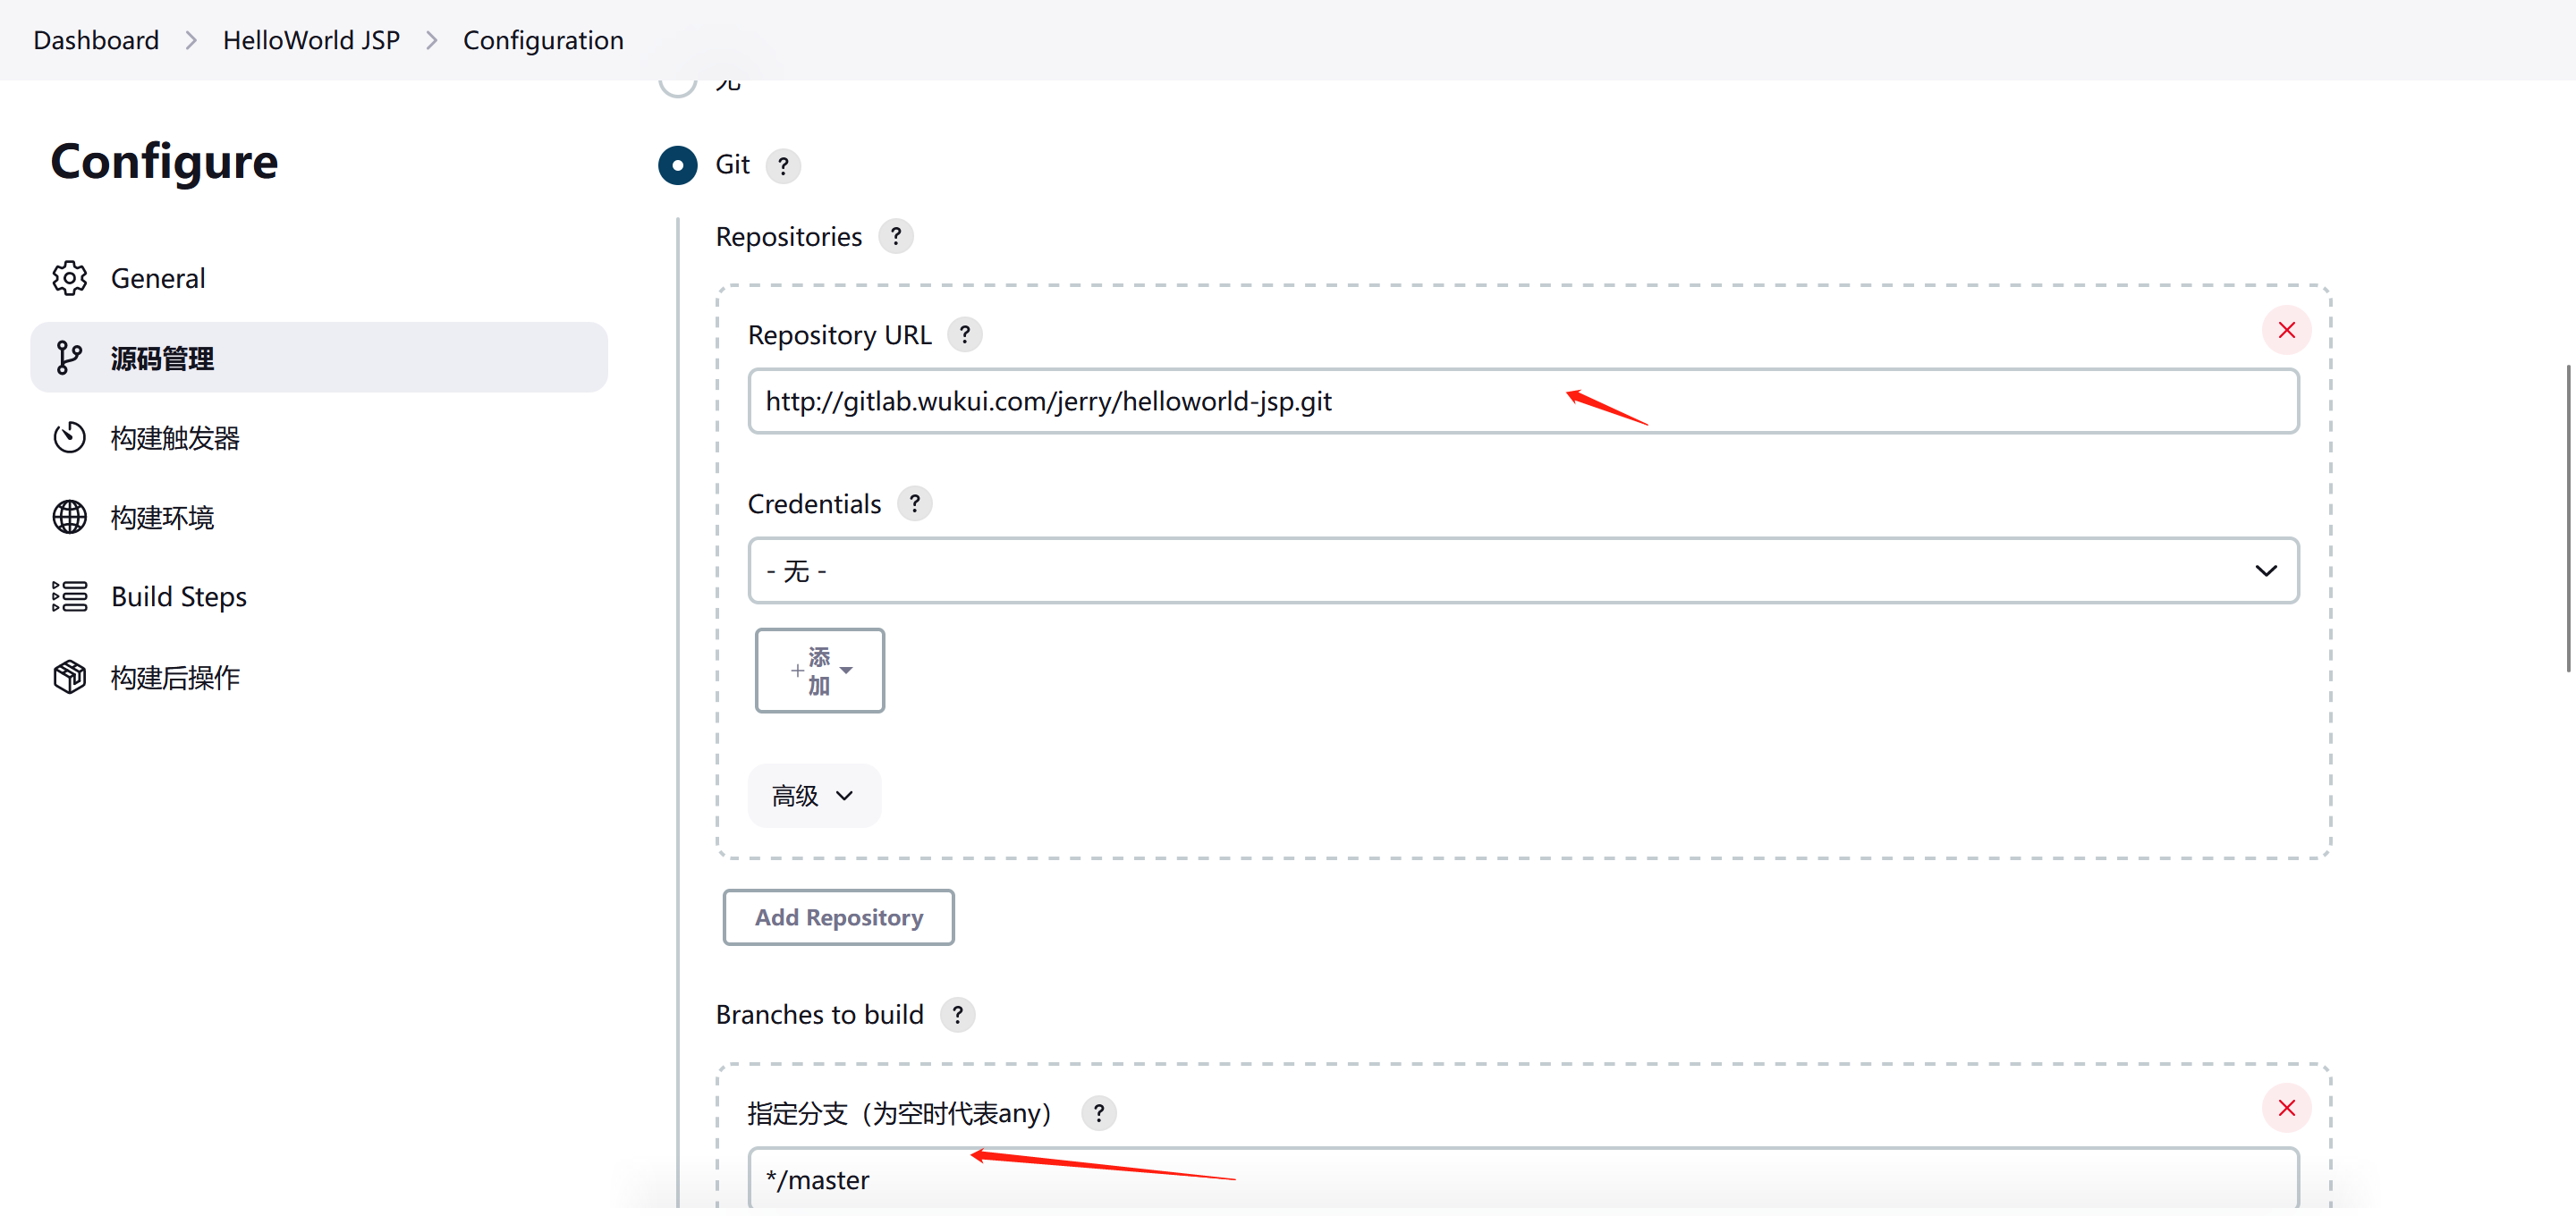 Dashboard > HelloWorld JSP > Configuration
无
Configure
General
源码管理
构建触发器
构建环境
Build Steps
构建后操作
Git ?
Repositories ?
Repository URL ?
http://gitlab.wukui.com/jerry/helloworld-jsp.git
Credentials ?
- 无 -
+添加
高级
Add Repository
Branches to build ?
指定分支（为空时代表any） ?
*/master